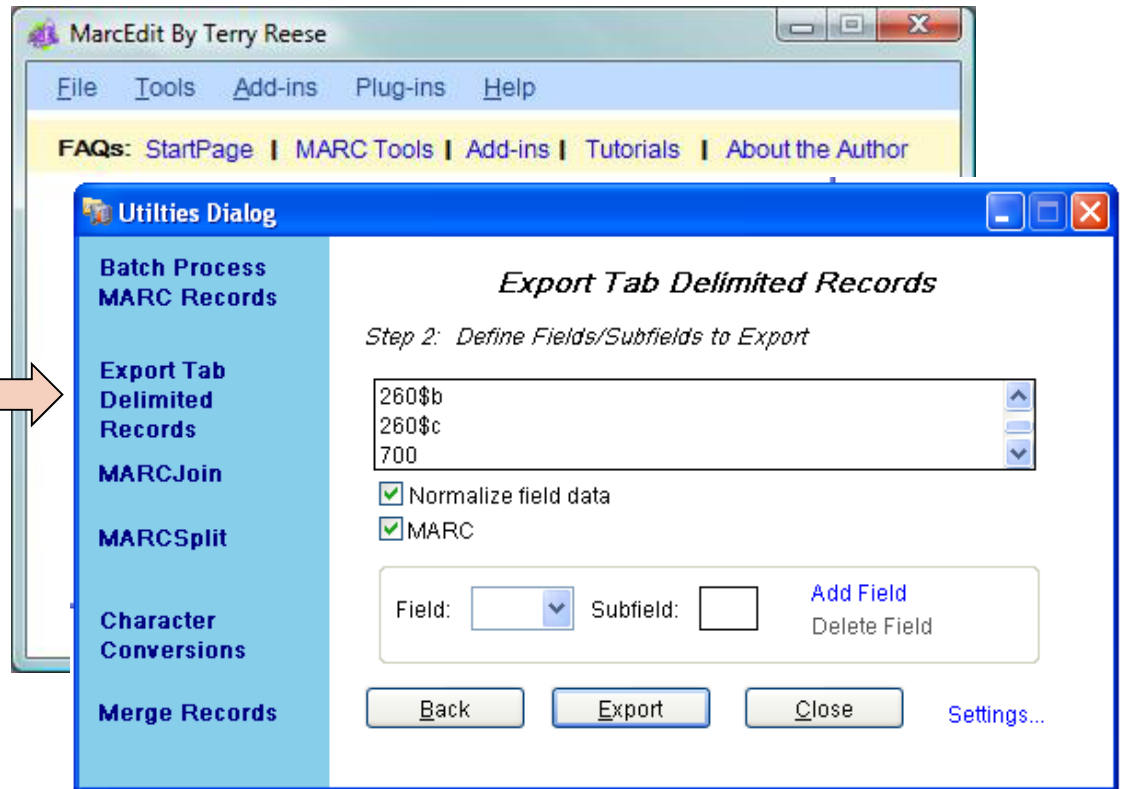 MarcEdit By Terry Reese
File Tools Add-ins Plug-ins Help
FAQs: StartPage | MARC Tools | Add-ins | Tutorials | About the Author
Utilties Dialog
Batch Process
MARC Records
Export Tab
Delimited
Records
MARCJoin
MARCSplit
Character
Conversions
Merge Records
Export Tab Delimited Records
Step 2: Define Fields/Subfields to Export
260$b
260$c
700
Normalize field data
MARC
Field: Subfield: Add Field
Delete Field
Back Export Close Settings...